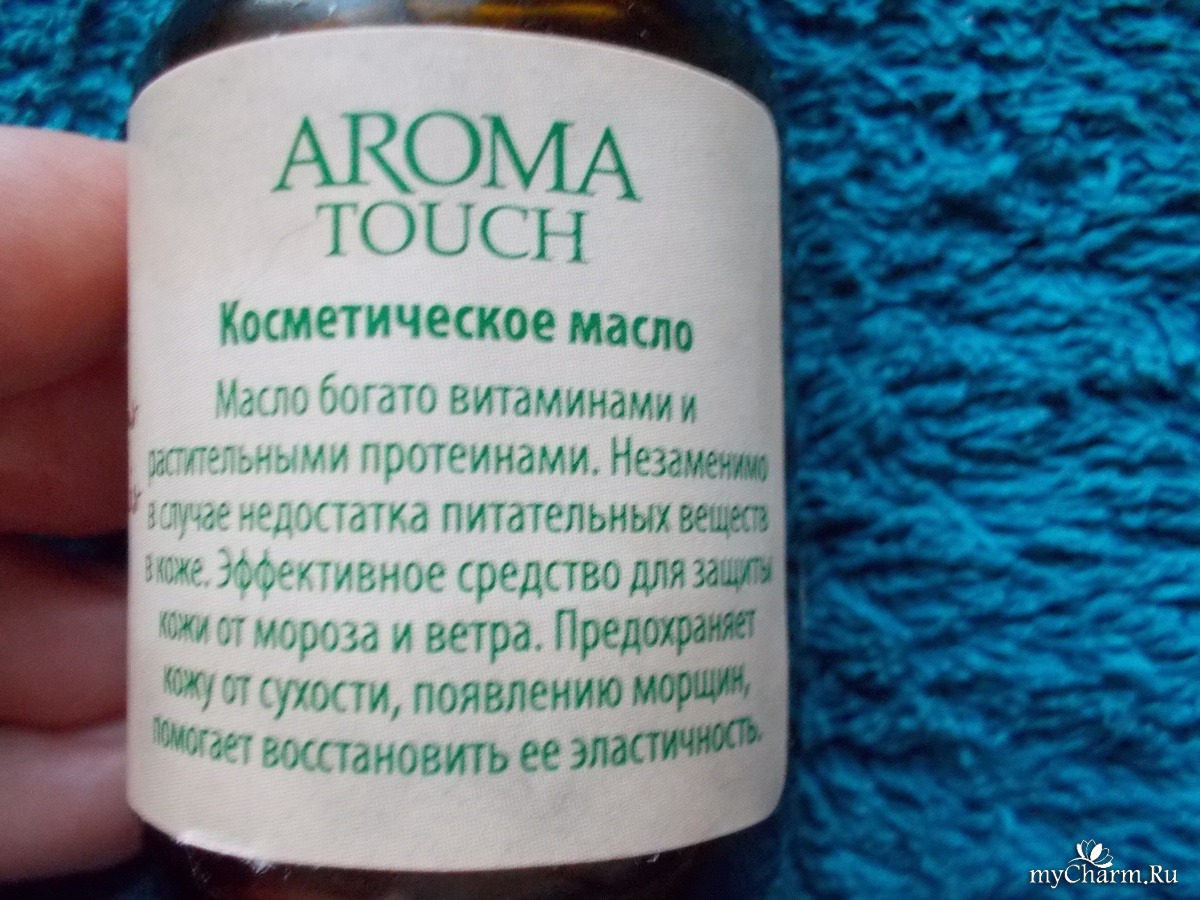 AROMA
TOUCH
Косметическое масло
Масло богато витаминами и
растительными протеинами. Незаменимо
в случае недостатка питательных веществ
в коже. Эффективное средство для защиты
кожи от мороза и ветра. Предохраняет
кожу от сухости, появлению морщин,
помогает восстановить ее эластичность.
myCharm.Ru